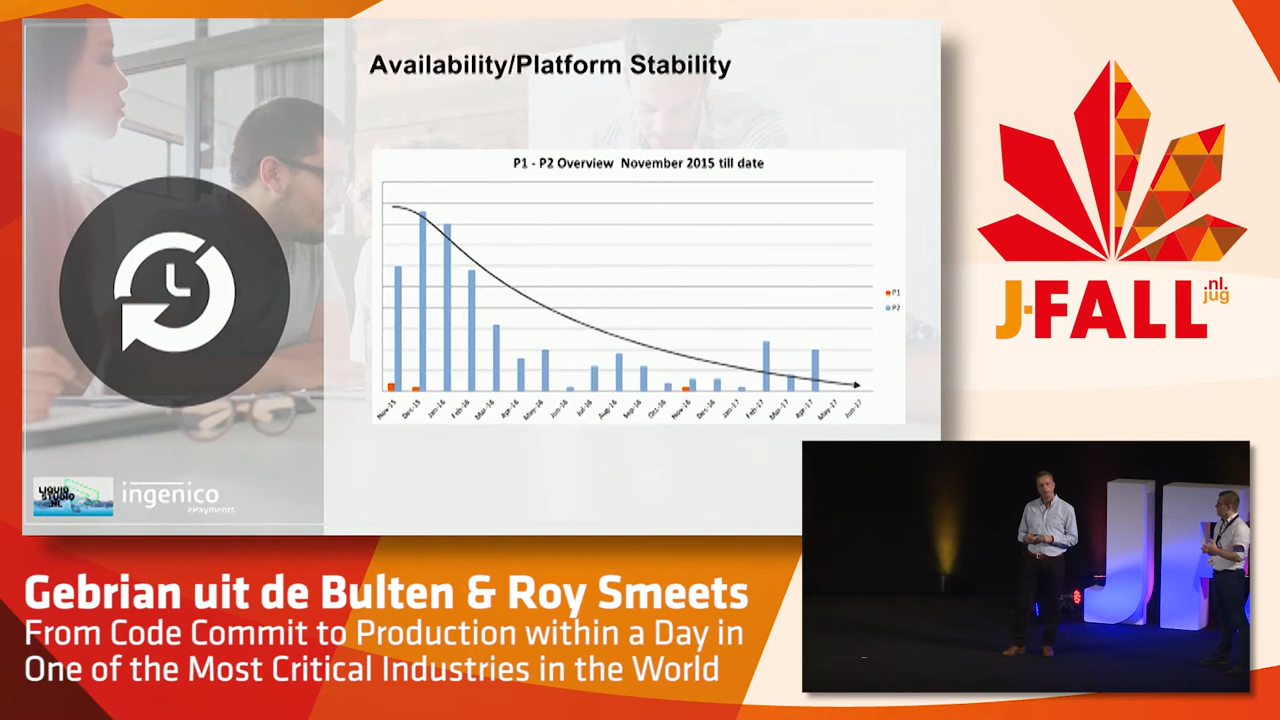 Availability/Platform Stability
P1 - P2 Overview November 2015 till date
P1
P2
Nov-15
Dec-15
Jan-16
Feb-16
Mar-16
Apr-16
May-16
Jun-16
Jul-16
Aug-16
Sep-16
Oct-16
Nov-16
Dec-16
Jan-17
Feb-17
Mar-17
Apr-17
May-17
Jun-17
LIQUID
STUDIO
.NL
ingenico
ePayments
J·FALL
.nl.
jug
Gebrian uit de Bulten & Roy Smeets
From Code Commit to Production within a Day in
One of the Most Critical Industries in the World